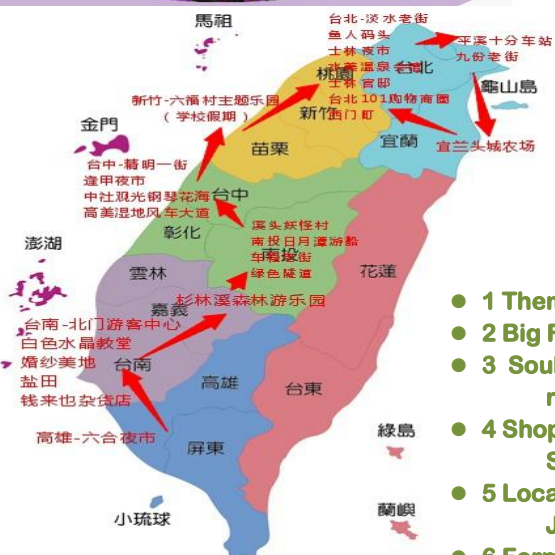 馬祖
台北-淡水老街
鱼人码头
士林夜市
士林官邸
台北101购物商圈
西门町
平溪十分车站
九份老街
台北
龜山島
桃園
新竹-六福村主题乐园
(学校假期)
新竹
金門
苗栗
宜蘭
宜兰头城农场
台中-精明一街
逢甲夜市
中社观光钢琴花海
高美湿地风车大道
台中
溪头妖怪村
南投日月潭游船
绿色隧道
彰化
南投
澎湖
雲林
花蓮
杉林溪森林游乐园
嘉義
台南-北门游客中心
白色水晶教堂
婚纱美地
盐田
钱来也杂货店
台南
高雄
台東
高雄-六合夜市
屏東
綠島
小琉球
蘭嶼
● 1 Then
● 2 Big F
● 3 Soul
r
● 4 Shop
S
● 5 Loca
J